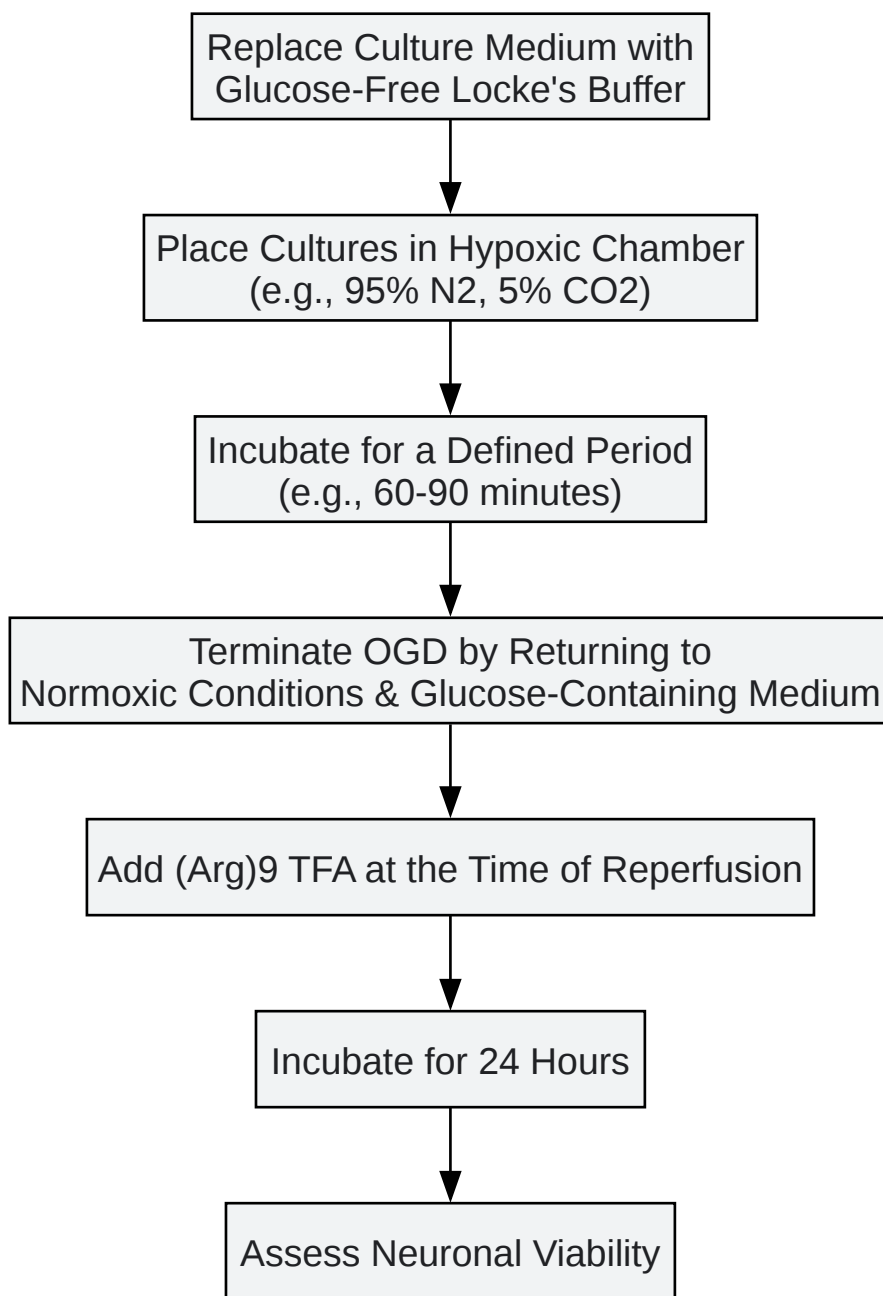 Replace Culture Medium with
Glucose-Free Locke's Buffer
Place Cultures in Hypoxic Chamber
(e.g., 95% N2, 5% CO2)
Incubate for a Defined Period
(e.g., 60-90 minutes)
Terminate OGD by Returning to
Normoxic Conditions & Glucose-Containing Medium
Add (Arg)9 TFA at the Time of Reperfusion
Incubate for 24 Hours
Assess Neuronal Viability